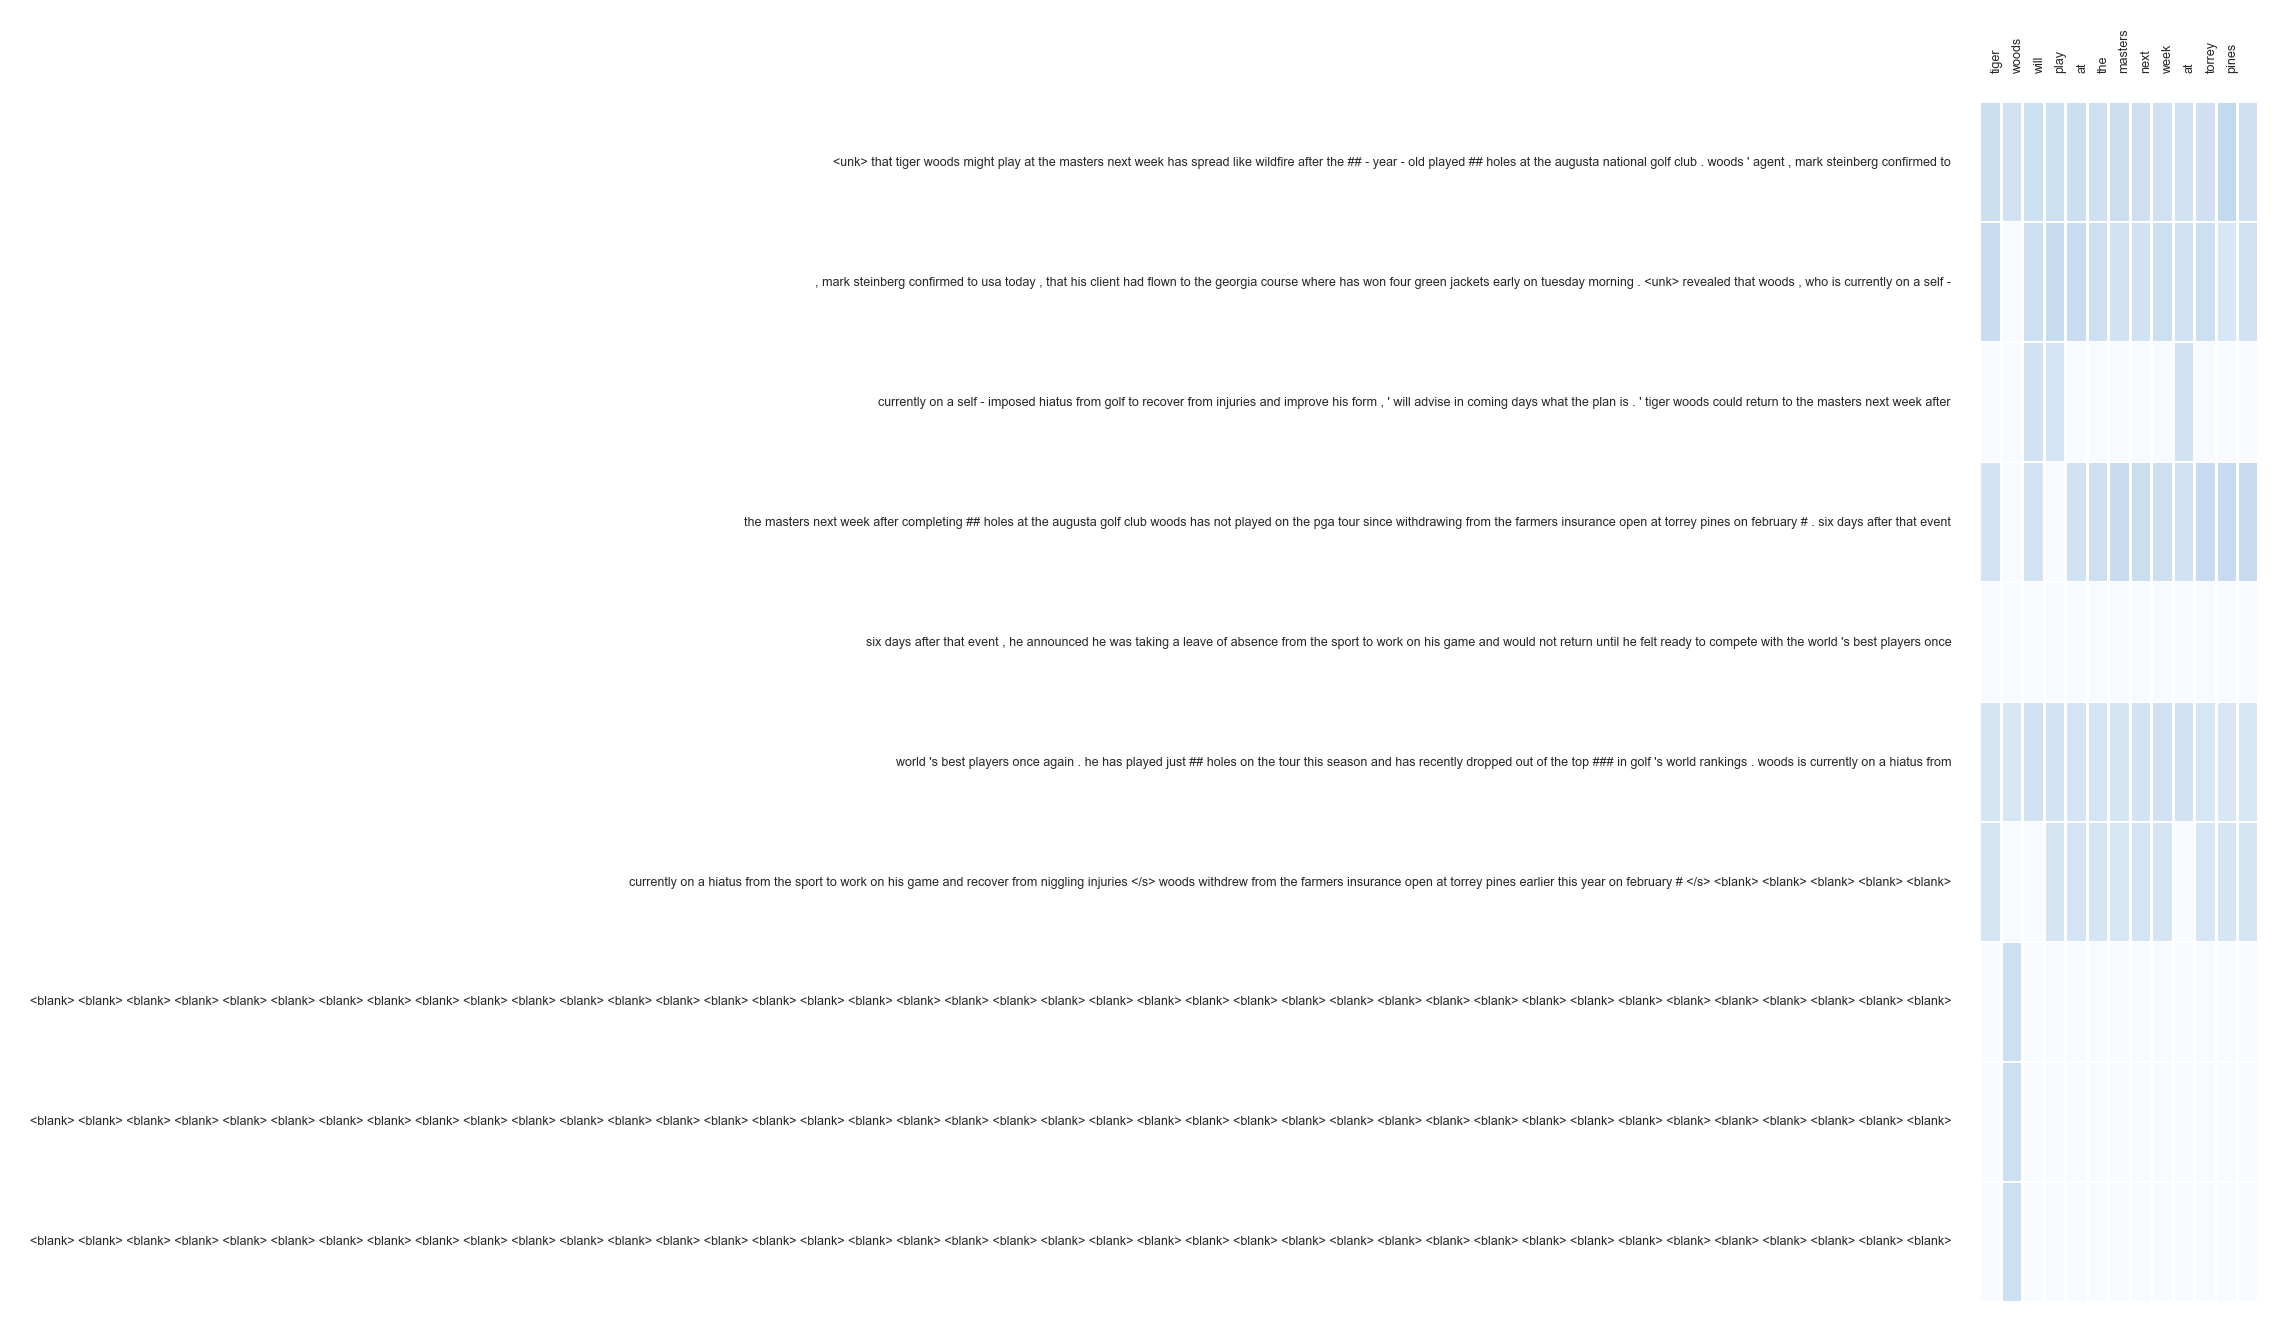 tiger woods will play at the masters next week at torrey pines
<unk> that tiger woods might play at the masters next week has spread like wildfire after the ## - year - old played ## holes at the augusta national golf club . woods ' agent , mark steinberg confirmed to
, mark steinberg confirmed to usa today , that his client had flown to the georgia course where has won four green jackets early on tuesday morning . <unk> revealed that woods , who is currently on a self -
currently on a self - imposed hiatus from golf to recover from injuries and improve his form , ' will advise in coming days what the plan is . ' tiger woods could return to the masters next week after
the masters next week after completing ## holes at the augusta golf club woods has not played on the pga tour since withdrawing from the farmers insurance open at torrey pines on february # . six days after that event
six days after that event , he announced he was taking a leave of absence from the sport to work on his game and would not return until he felt ready to compete with the world 's best players once
world 's best players once again . he has played just ## holes on the tour this season and has recently dropped out of the top ### in golf 's world rankings . woods is currently on a hiatus from
currently on a hiatus from the sport to work on his game and recover from niggling injuries </s> woods withdrew from the farmers insurance open at torrey pines earlier this year on february # </s> <blank> <blank> <blank> <blank> <blank>
<blank> <blank> <blank> <blank> <blank> <blank> <blank> <blank> <blank> <blank> <blank> <blank> <blank> <blank> <blank> <blank> <blank> <blank> <blank> <blank> <blank> <blank> <blank> <blank> <blank> <blank> <blank> <blank> <blank> <blank> <blank> <blank> <blank> <blank> <blank> <blank> <blank> <blank> <blank> <blank>
<blank> <blank> <blank> <blank> <blank> <blank> <blank> <blank> <blank> <blank> <blank> <blank> <blank> <blank> <blank> <blank> <blank> <blank> <blank> <blank> <blank> <blank> <blank> <blank> <blank> <blank> <blank> <blank> <blank> <blank> <blank> <blank> <blank> <blank> <blank> <blank> <blank> <blank> <blank> <blank>
<blank> <blank> <blank> <blank> <blank> <blank> <blank> <blank> <blank> <blank> <blank> <blank> <blank> <blank> <blank> <blank> <blank> <blank> <blank> <blank> <blank> <blank> <blank> <blank> <blank> <blank> <blank> <blank> <blank> <blank> <blank> <blank> <blank> <blank> <blank> <blank> <blank> <blank> <blank> <blank>